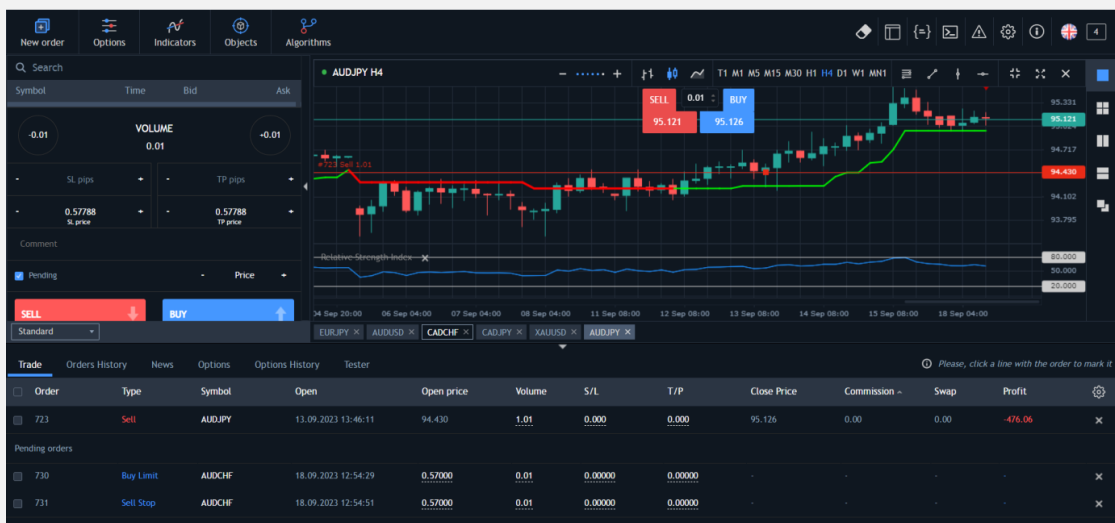 New order Options Indicators Objects Algorithms 4
Search
Symbol Time Bid Ask
-0.01 VOLUME +0.01
0.01
- SL pips + - TP pips +
- 0.57788 + - 0.57788 +
SL price TP price
Comment
Pending - Price +
SELL BUY
Standard
AUDJPY H4 − + T1 M1 M5 M15 M30 H1 H4 D1 W1 MN1
SELL 0.01 BUY
95.121 95.126
#723 Sell 1.01
95.331
95.121
94.717
94.430
94.102
93.795
Relative Strength Index
80.000
50.000
20.000
04 Sep 20:00 06 Sep 04:00 07 Sep 04:00 08 Sep 04:00 11 Sep 08:00 12 Sep 08:00 13 Sep 08:00 14 Sep 08:00 15 Sep 08:00 18 Sep 04:00
EURJPY AUDUSD CADCHF CADJPY XAUUSD AUDJPY
Trade Orders History News Options Options History Tester Please, click a line with the order to mark it
Order Type Symbol Open Open price Volume S/L T/P Close Price Commission Swap Profit
723 Sell AUDJPY 13.09.2023 13:46:11 94.430 1.01 0.000 0.000 95.126 0.00 0.00 -476.06
Pending orders
730 Buy Limit AUDCHF 18.09.2023 12:54:29 0.57000 0.01 0.00000 0.00000 - - - -
731 Sell Stop AUDCHF 18.09.2023 12:54:51 0.57000 0.01 0.00000 0.00000 - - - -